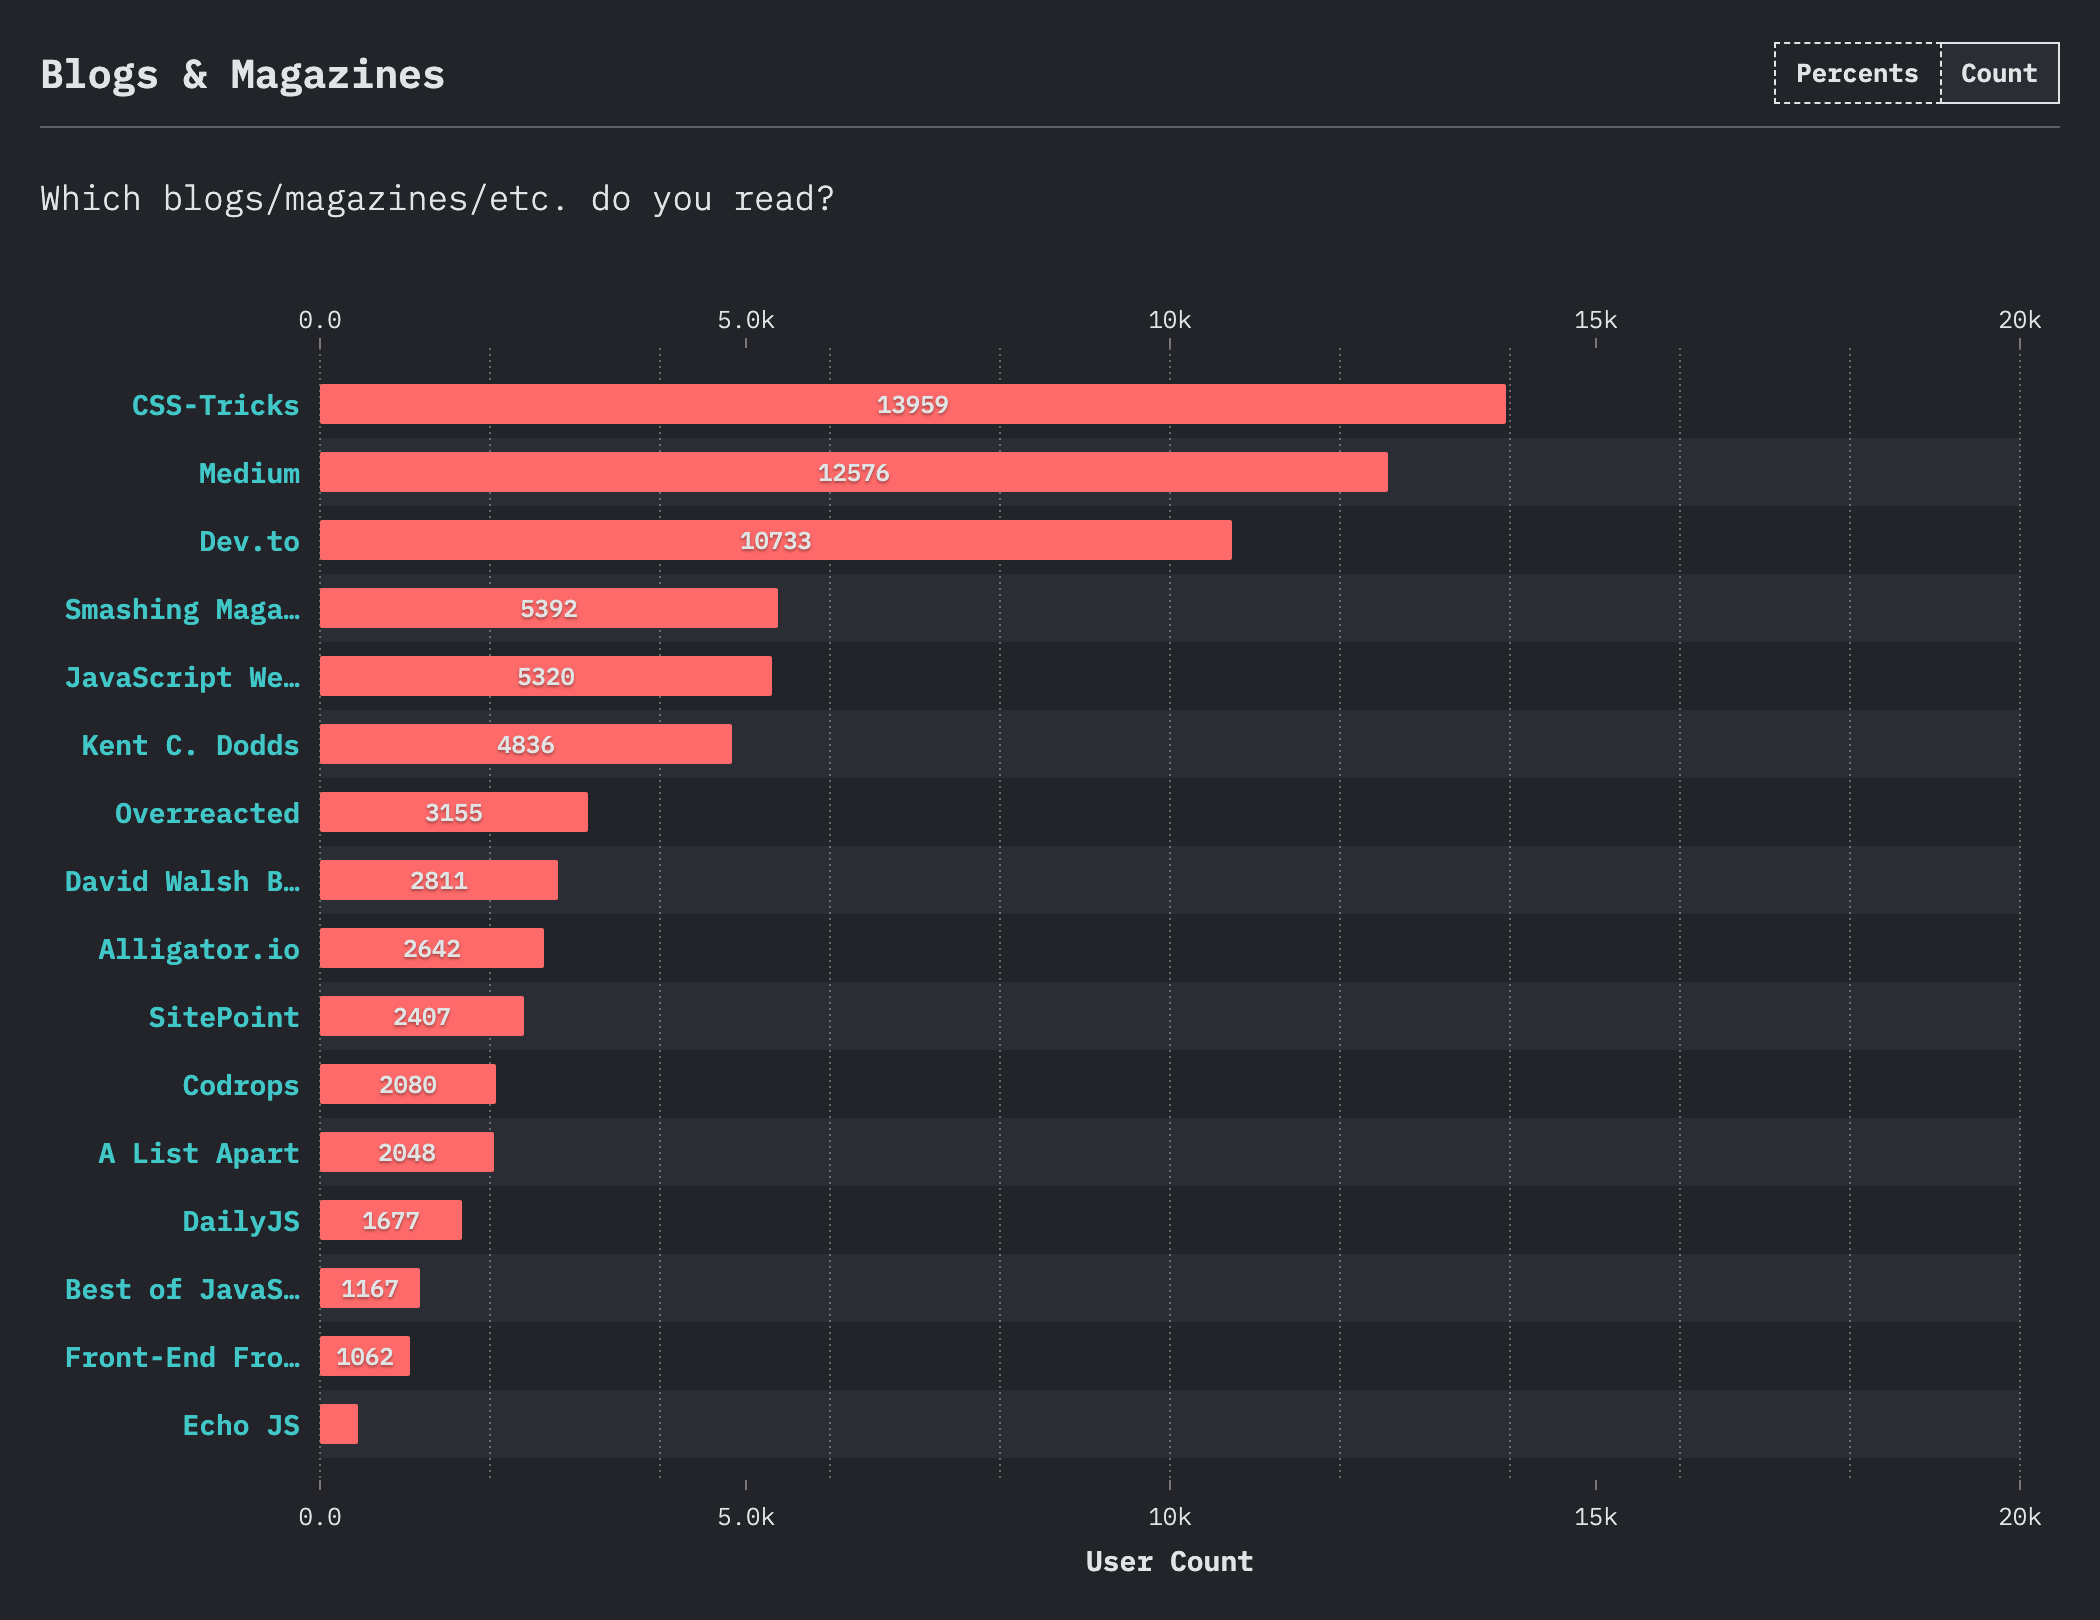 Blogs & Magazines
Percents Count
Which blogs/magazines/etc. do you read?
0.0 5.0k 10k 15k 20k
CSS-Tricks 13959
Medium 12576
Dev.to 10733
Smashing Maga… 5392
JavaScript We… 5320
Kent C. Dodds 4836
Overreacted 3155
David Walsh B… 2811
Alligator.io 2642
SitePoint 2407
Codrops 2080
A List Apart 2048
DailyJS 1677
Best of JavaS… 1167
Front-End Fro… 1062
Echo JS
0.0 5.0k 10k 15k 20k
User Count